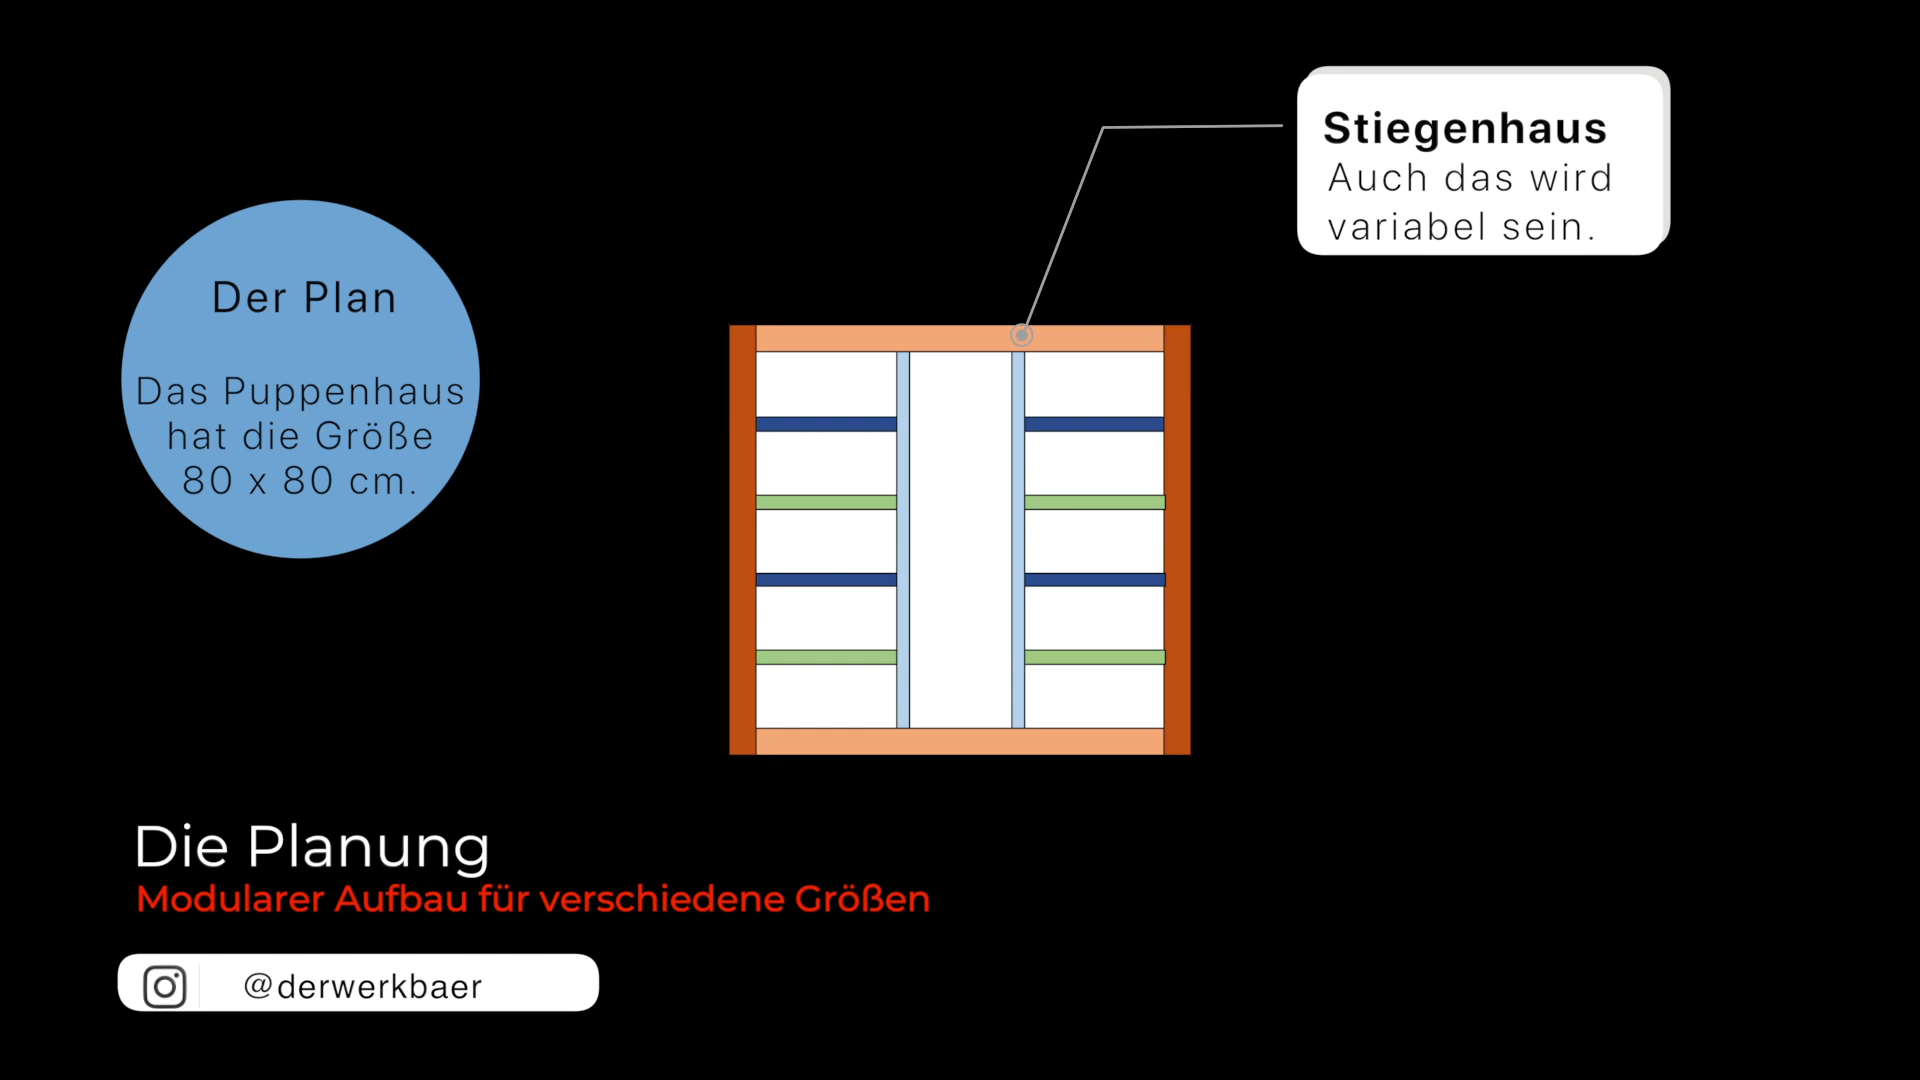 Stiegenhaus
Auch das wird
variabel sein.
Der Plan
Das Puppenhaus
hat die Größe
80 x 80 cm.
Die Planung
Modularer Aufbau für verschiedene Größen
@derwerkbaer